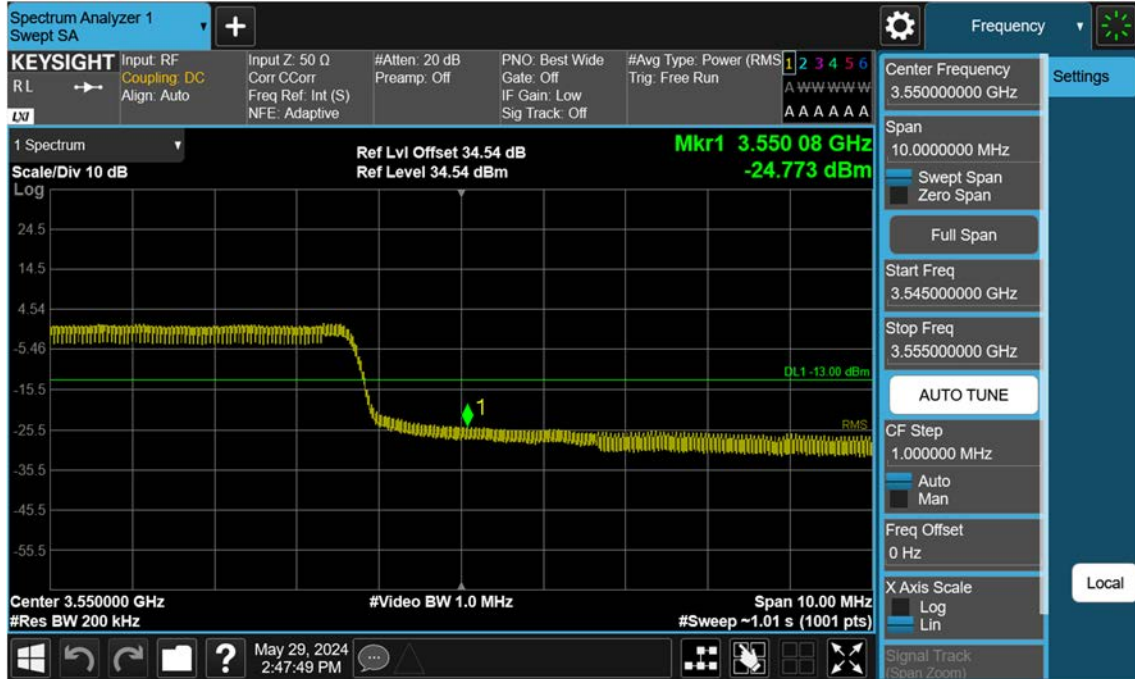 Spectrum Analyzer 1
Swept SA
+
Frequency
KEYSIGHT
R L
LXI
Input: RF
Coupling: DC
Align: Auto
Input Z: 50 Ω
Corr CCorr
Freq Ref: Int (S)
NFE: Adaptive
#Atten: 20 dB
Preamp: Off
PNO: Best Wide
Gate: Off
IF Gain: Low
Sig Track: Off
#Avg Type: Power (RMS
Trig: Free Run
1 2 3 4 5 6
A W W W W W
A A A A A A
Center Frequency
3.550000000 GHz
Settings
1 Spectrum
Scale/Div 10 dB
Ref Lvl Offset 34.54 dB
Ref Level 34.54 dBm
Mkr1 3.550 08 GHz
-24.773 dBm
Log
24.5
14.5
4.54
-5.46
-15.5
-25.5
-35.5
-45.5
-55.5
DL1 -13.00 dBm
1
RMS
Center 3.550000 GHz
#Res BW 200 kHz
#Video BW 1.0 MHz
Span 10.00 MHz
#Sweep ~1.01 s (1001 pts)
Span
10.0000000 MHz
Swept Span
Zero Span
Full Span
Start Freq
3.545000000 GHz
Stop Freq
3.555000000 GHz
AUTO TUNE
CF Step
1.000000 MHz
Auto
Man
Freq Offset
0 Hz
X Axis Scale
Log
Lin
Signal Track
(Span Zoom)
Local
?
May 29, 2024
2:47:49 PM